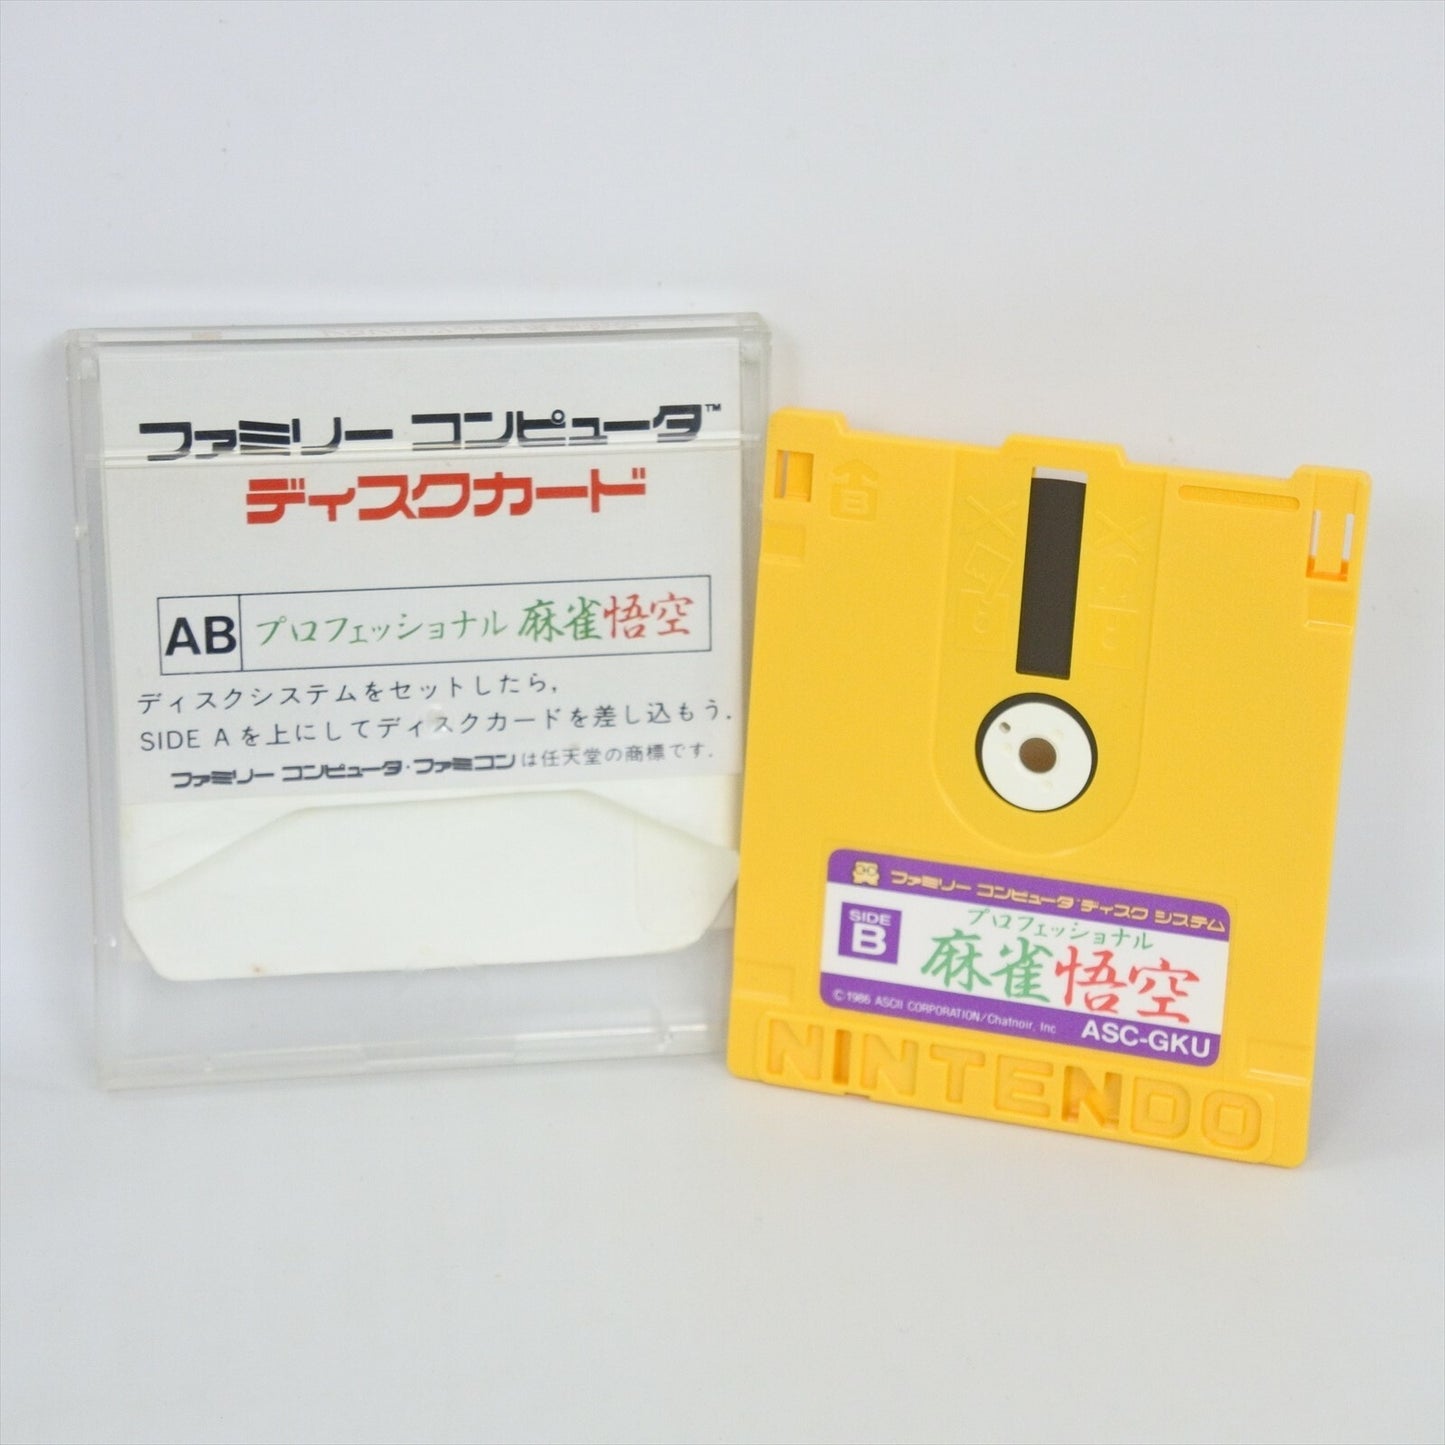 ファミリー コンピュータ™
ディスクカード
AB プロフェッショナル 麻雀悟空
ディスクシステムをセットしたら,
SIDE Aを上にしてディスクカードを差し込もう.
ファミリー コンピュータ・ファミコンは任天堂の商標です.
ファミリー コンピュータ ディスク システム
SIDE
B
プロフェッショナル
麻雀悟空
©1986 ASCII CORPORATION/Chatnoir, Inc
ASC-GKU
NINTENDO